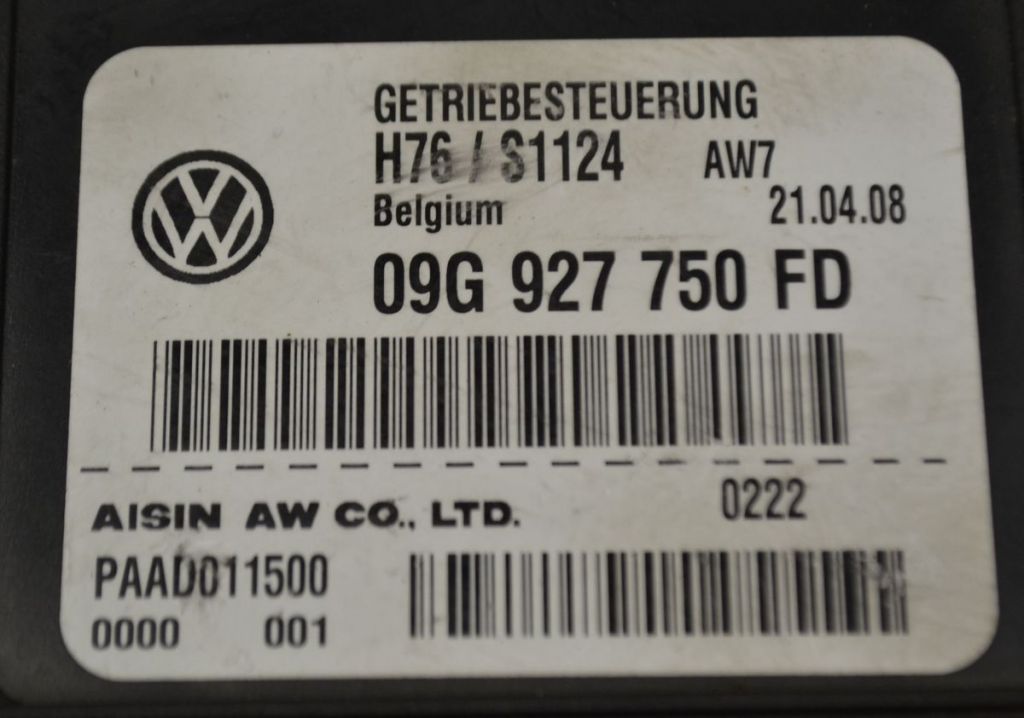 GETRIEBESTEUERUNG
H76 / S1124 AW7
Belgium 21.04.08
09G 927 750 FD
AISIN AW CO., LTD. 0222
PAAD011500
0000 001